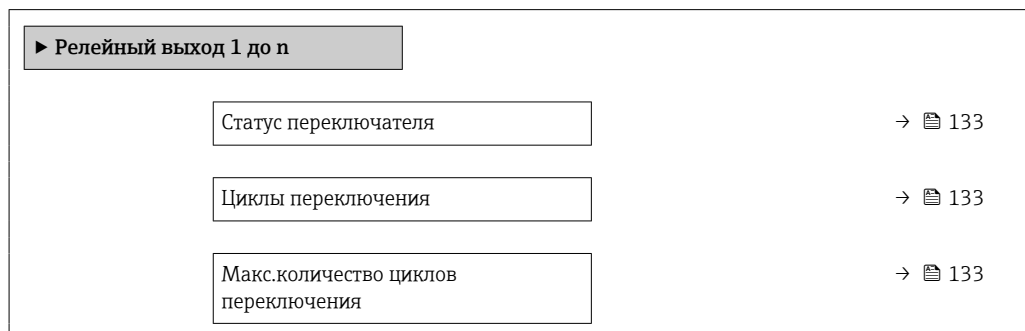 ▶ Релейный выход 1 до n
Статус переключателя → 133
Циклы переключения → 133
Макс.количество циклов → 133
переключения